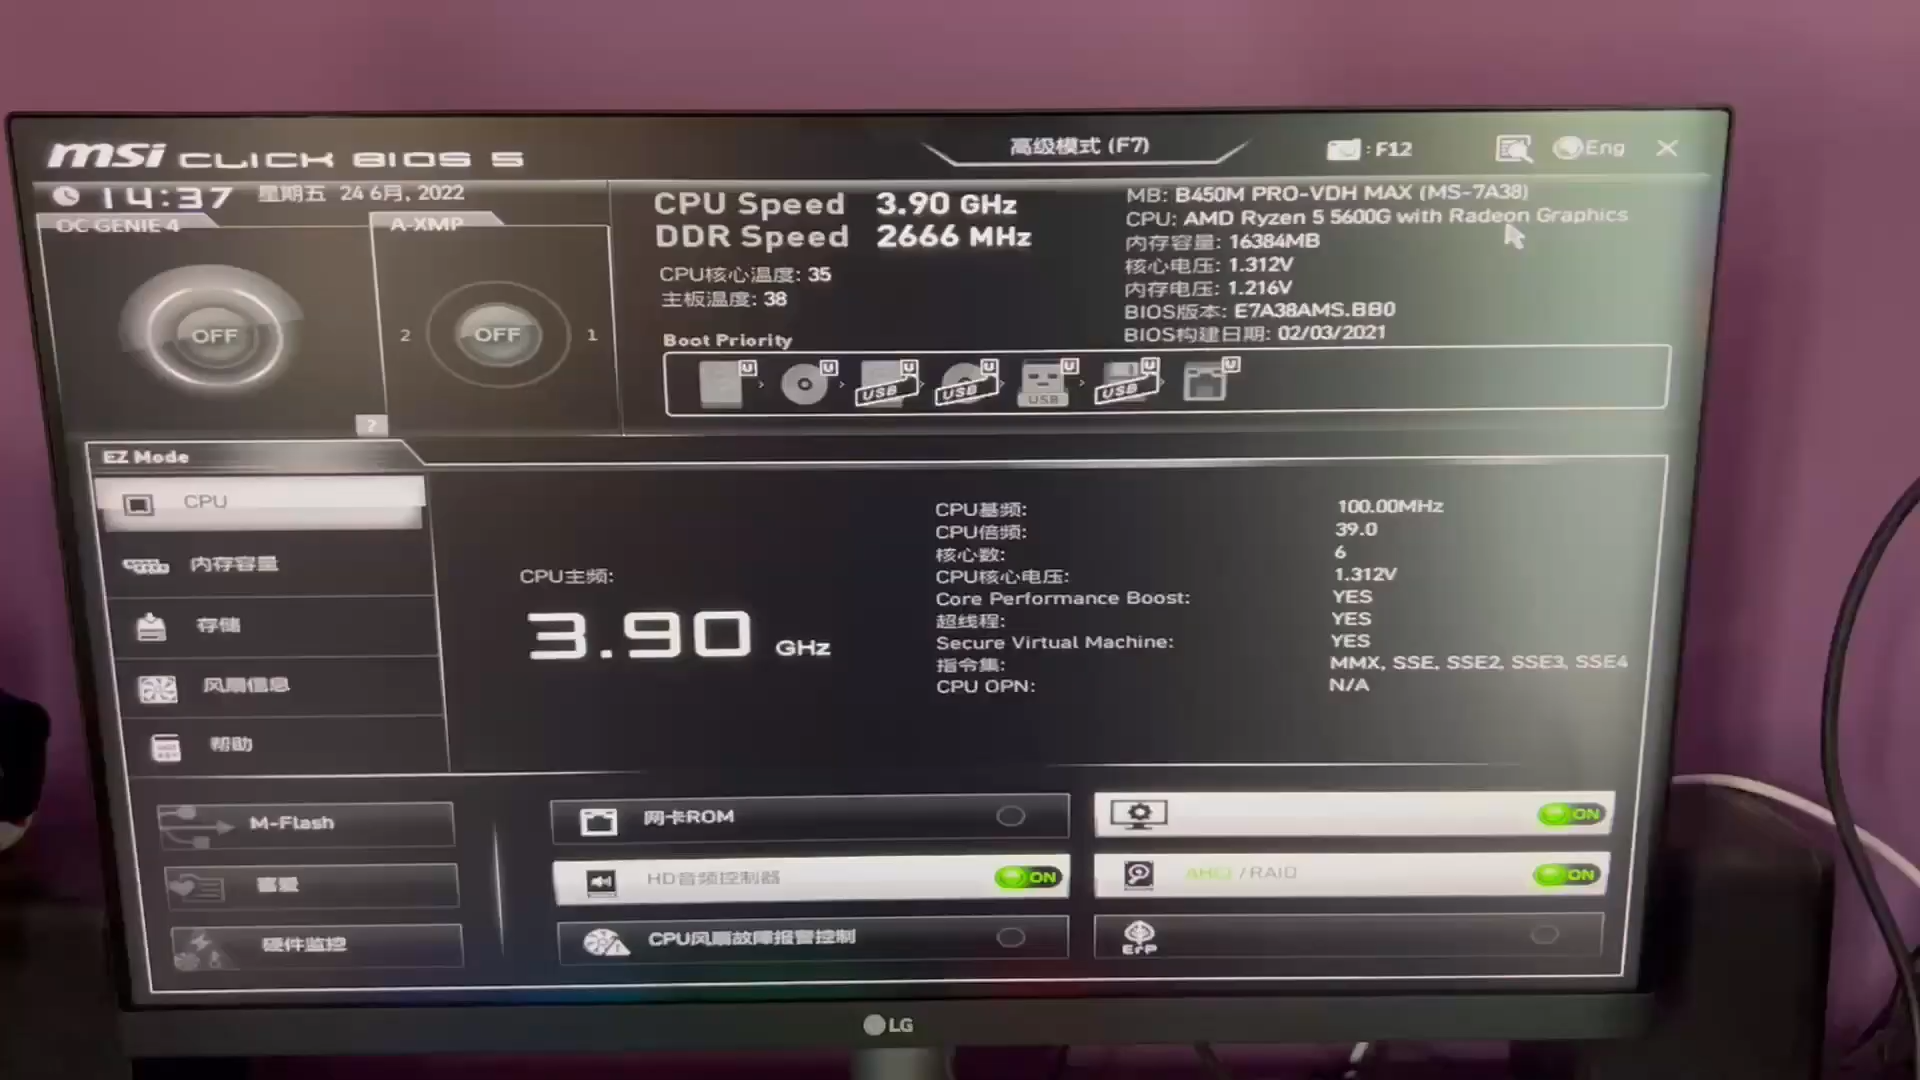 msi CLICK BIOS 5
高级模式 (F7)
: F12
Eng
14:37 星期五 24 6月, 2022
OC GENIE 4
OFF
A-XMP
2 OFF 1
?
CPU Speed 3.90 GHz
DDR Speed 2666 MHz
CPU核心温度: 35
主板温度: 38
MB: B450M PRO-VDH MAX (MS-7A38)
CPU: AMD Ryzen 5 5600G with Radeon Graphics
内存容量: 16384MB
核心电压: 1.312V
内存电压: 1.216V
BIOS版本: E7A38AMS.BB0
BIOS构建日期: 02/03/2021
Boot Priority
U U U USB U USB U USB U USB U
EZ Mode
CPU
内存容量
存储
风扇信息
帮助
CPU主频:
3.90 GHz
CPU基频: 100.00MHz
CPU倍频: 39.0
核心数: 6
CPU核心电压: 1.312V
Core Performance Boost: YES
超线程: YES
Secure Virtual Machine: YES
指令集: MMX, SSE, SSE2, SSE3, SSE4
CPU OPN: N/A
M-Flash
喜爱
硬件监控
网卡ROM
HD音频控制器 ON
CPU风扇故障报警控制
ON
AHCI /RAID ON
ErP
LG